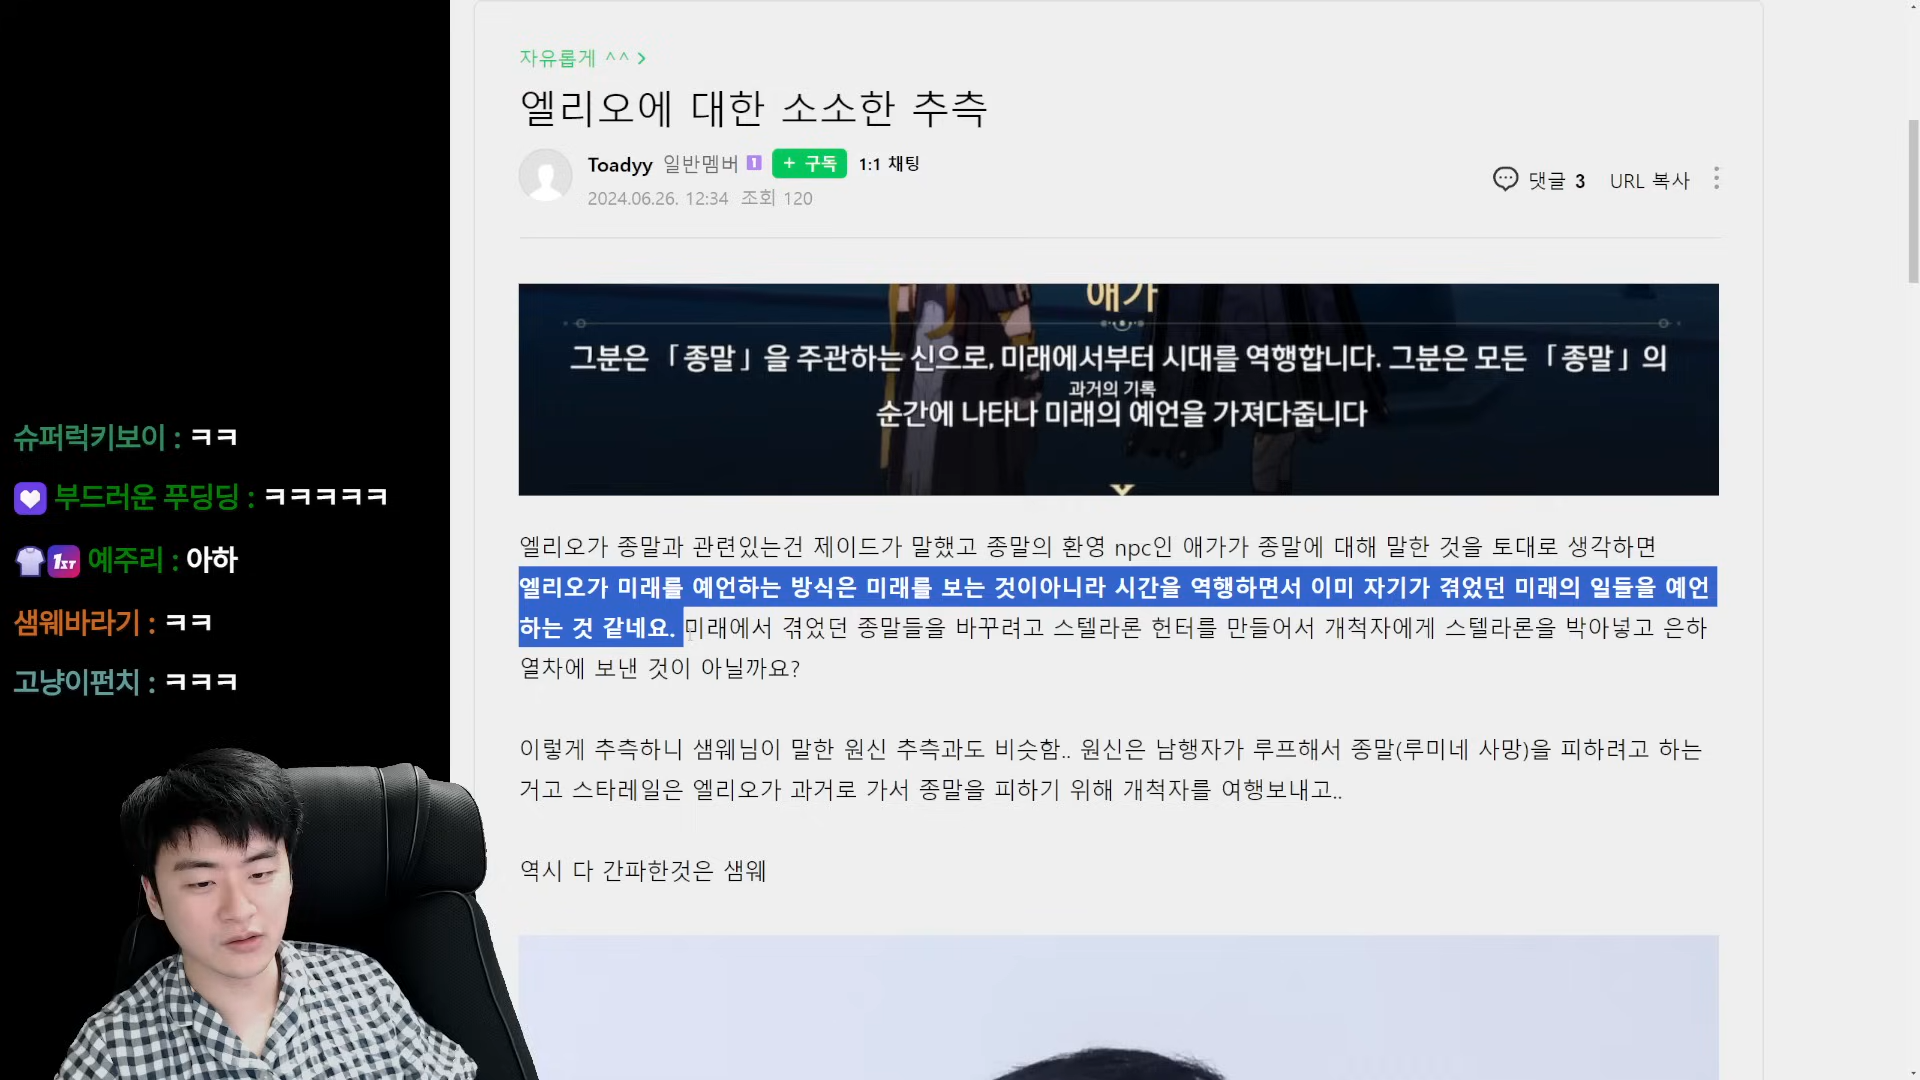 자유롭게 ^^ >
엘리오에 대한 소소한 추측
Toadyy 일반멤버 1 + 구독 1:1 채팅
2024.06.26. 12:34 조회 120
댓글 3 URL 복사
애가
그분은 「종말」을 주관하는 신으로, 미래에서부터 시대를 역행합니다. 그분은 모든 「종말」의
과거의 기록
순간에 나타나 미래의 예언을 가져다줍니다
엘리오가 종말과 관련있는건 제이드가 말했고 종말의 환영 npc인 애가가 종말에 대해 말한 것을 토대로 생각하면
엘리오가 미래를 예언하는 방식은 미래를 보는 것이아니라 시간을 역행하면서 이미 자기가 겪었던 미래의 일들을 예언
하는 것 같네요. 미래에서 겪었던 종말들을 바꾸려고 스텔라론 헌터를 만들어서 개척자에게 스텔라론을 박아넣고 은하
열차에 보낸 것이 아닐까요?
이렇게 추측하니 샘웨님이 말한 원신 추측과도 비슷함.. 원신은 남행자가 루프해서 종말(루미네 사망)을 피하려고 하는
거고 스타레일은 엘리오가 과거로 가서 종말을 피하기 위해 개척자를 여행보내고..
역시 다 간파한것은 샘웨
슈퍼럭키보이 : ㅋㅋ
부드러운 푸딩딩 : ㅋㅋㅋㅋㅋ
1ST 예주리 : 아하
샘웨바라기 : ㅋㅋ
고냥이펀치 : ㅋㅋㅋ